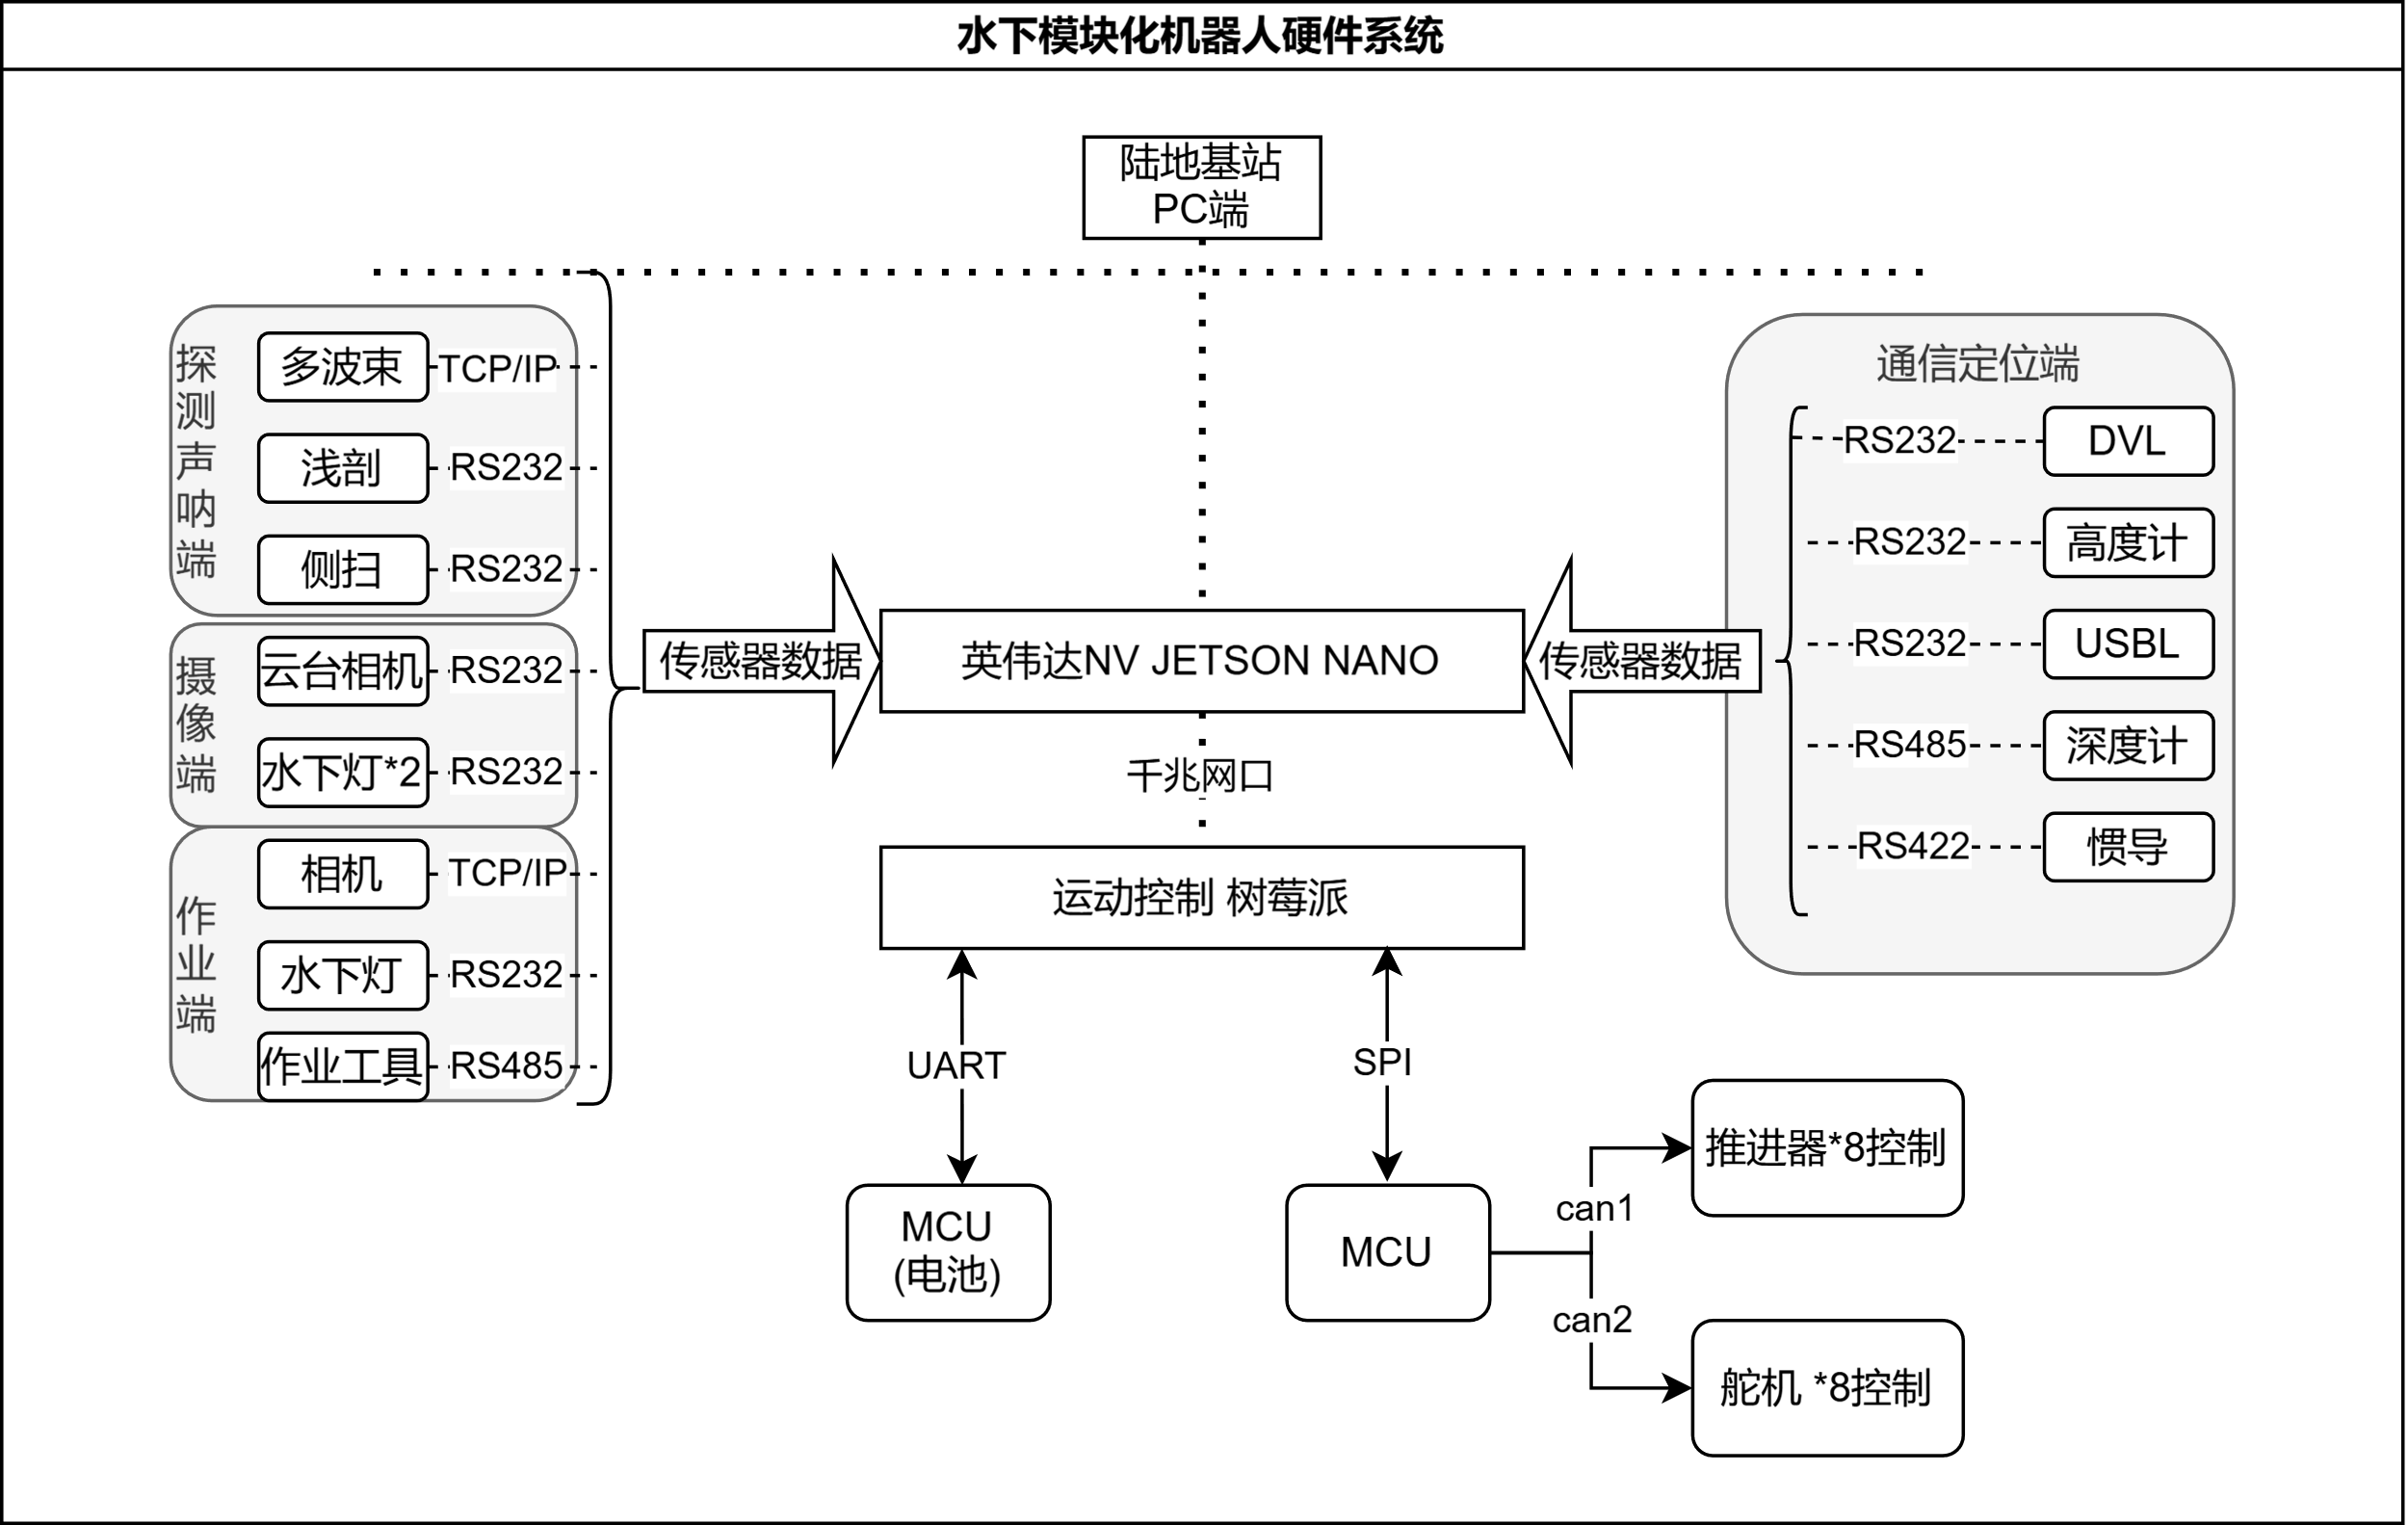 水下模块化机器人硬件系统
陆地基站
PC端
探
测
声
呐
端
多波束
TCP/IP
浅剖
RS232
侧扫
RS232
摄
像
端
云台相机
RS232
水下灯*2
RS232
作
业
端
相机
TCP/IP
水下灯
RS232
作业工具
RS485
传感器数据
英伟达NV JETSON NANO
传感器数据
千兆网口
运动控制 树莓派
通信定位端
RS232
DVL
RS232
高度计
RS232
USBL
RS485
深度计
RS422
惯导
UART
SPI
MCU
(电池)
MCU
can1
can2
推进器*8控制
舵机 *8控制